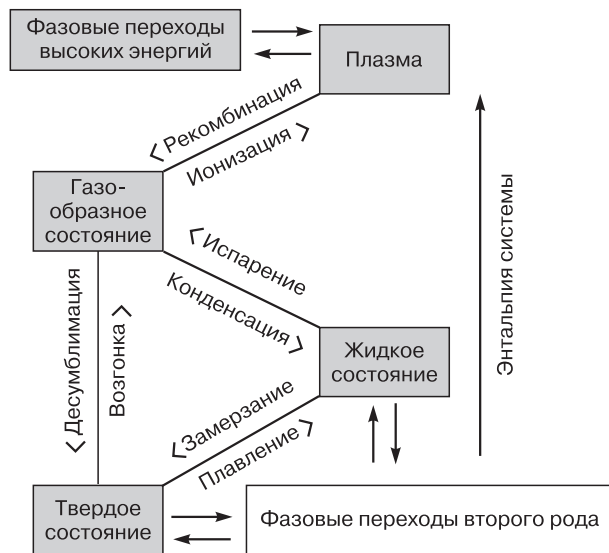 Фазовые переходы
высоких энергий
Плазма
< Рекомбинация
Ионизация >
Газо-
образное
состояние
< Испарение
Конденсация >
Энтальпия системы
< Десумблимация
Возгонка >
Жидкое
состояние
< Замерзание
Плавление >
Твердое
состояние
Фазовые переходы второго рода